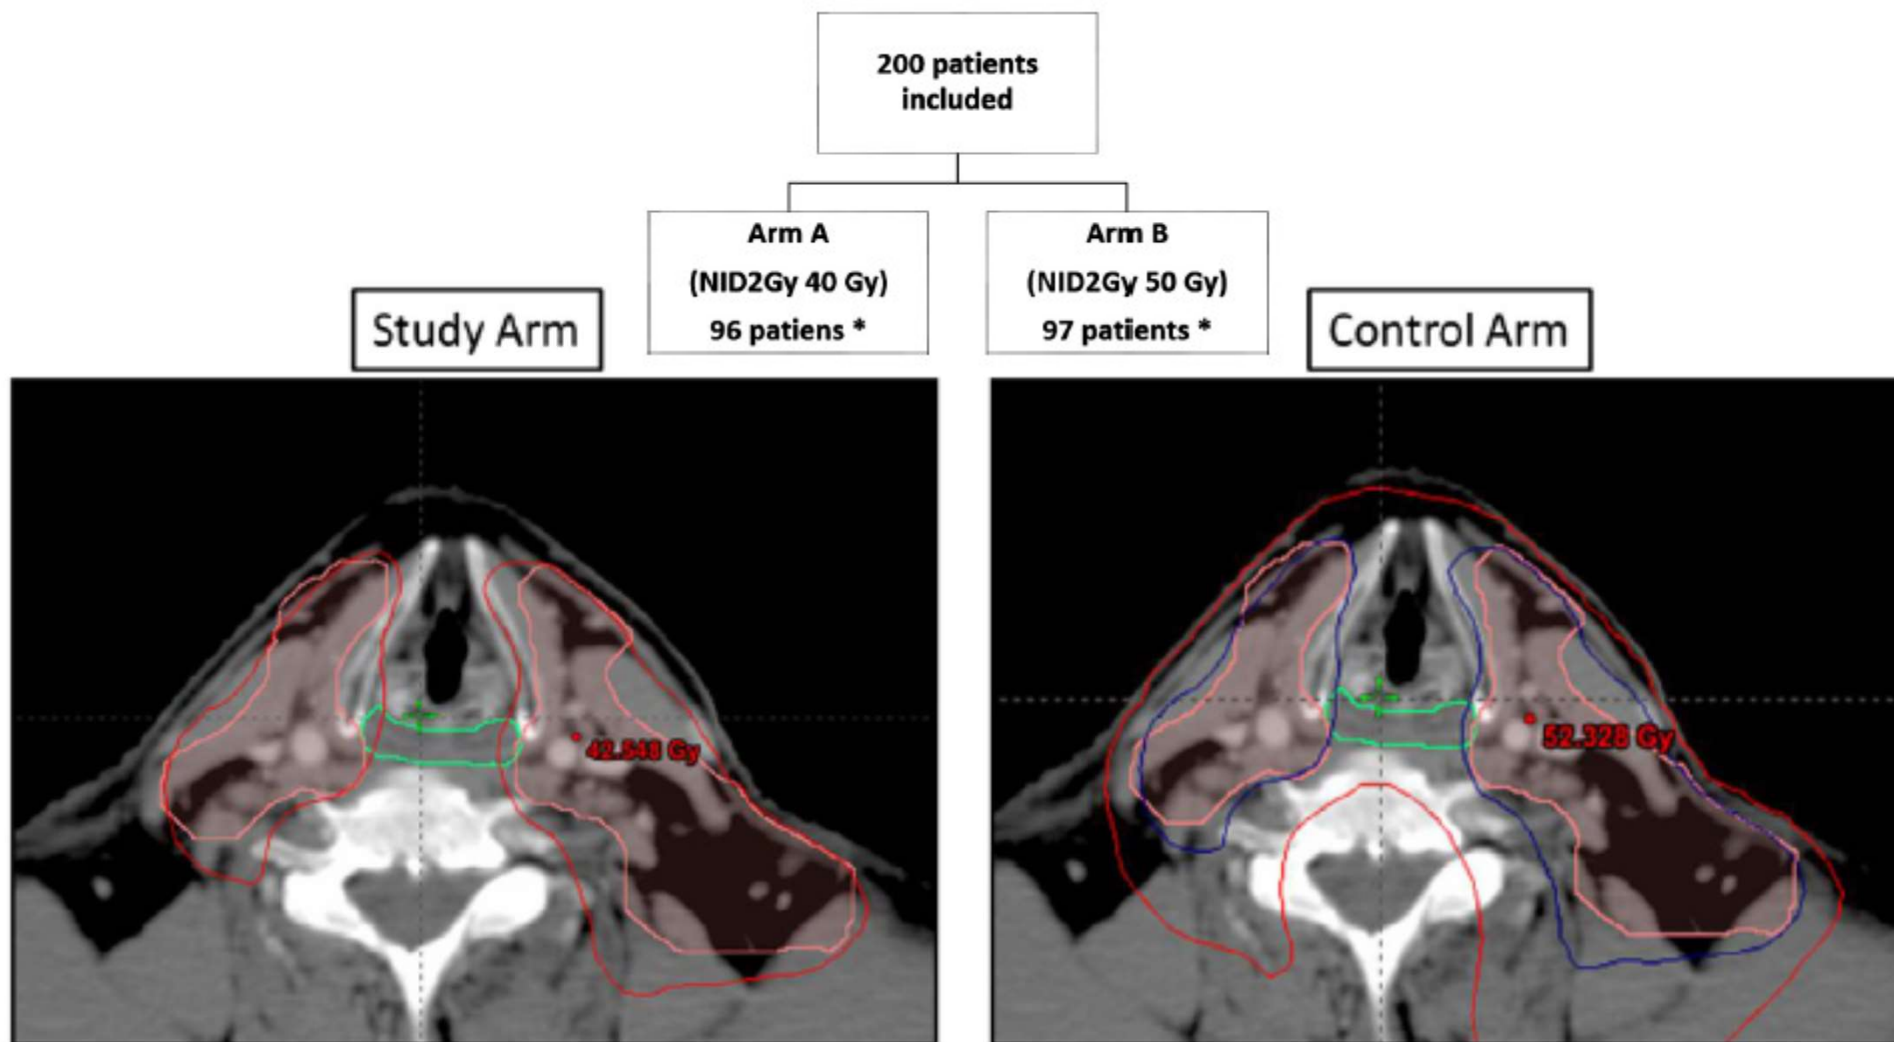 200 patients
included
Arm A
(NID2Gy 40 Gy)
96 patiens *
Arm B
(NID2Gy 50 Gy)
97 patients *
Study Arm
Control Arm
42.548 Gy
52.328 Gy